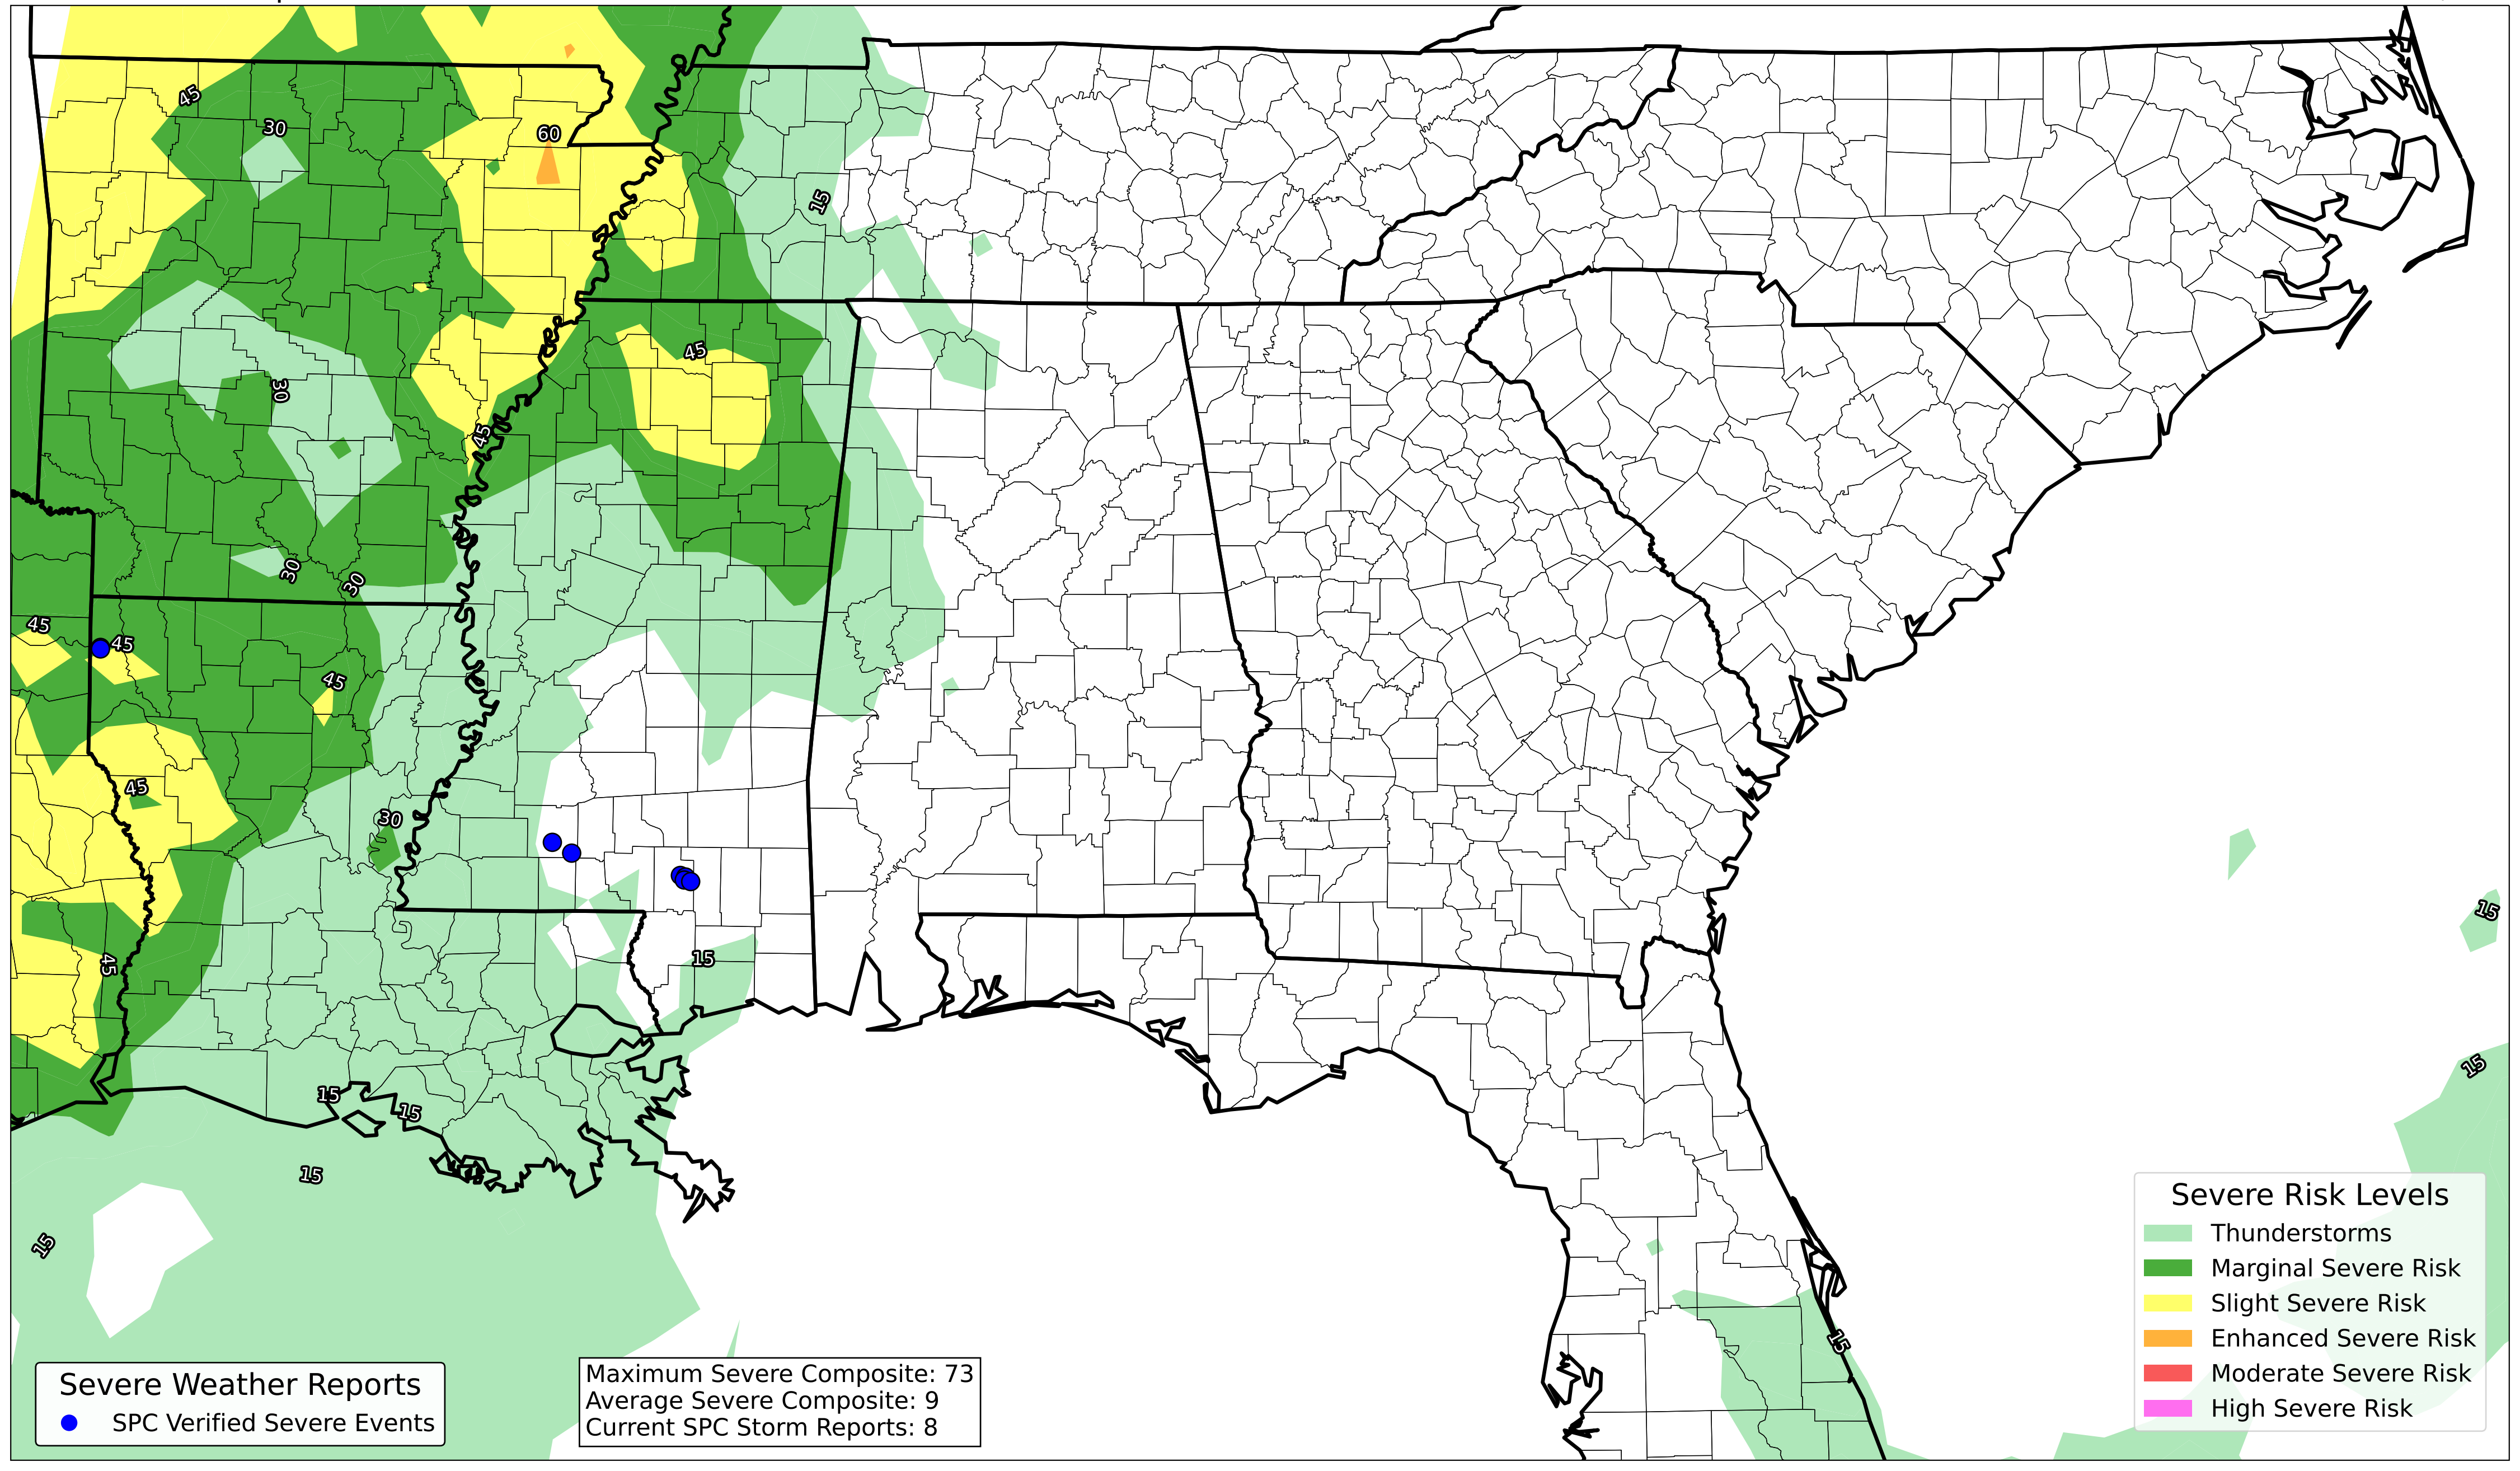 45
30
60
15
45
30
45
30
30
45
45
45
45
30
15
45
15
15
15
15
15
15
15
Severe Risk Levels
Thunderstorms
Marginal Severe Risk
Slight Severe Risk
Enhanced Severe Risk
Moderate Severe Risk
High Severe Risk
15
Severe Weather Reports
SPC Verified Severe Events
Maximum Severe Composite: 73
Average Severe Composite: 9
Current SPC Storm Reports: 8